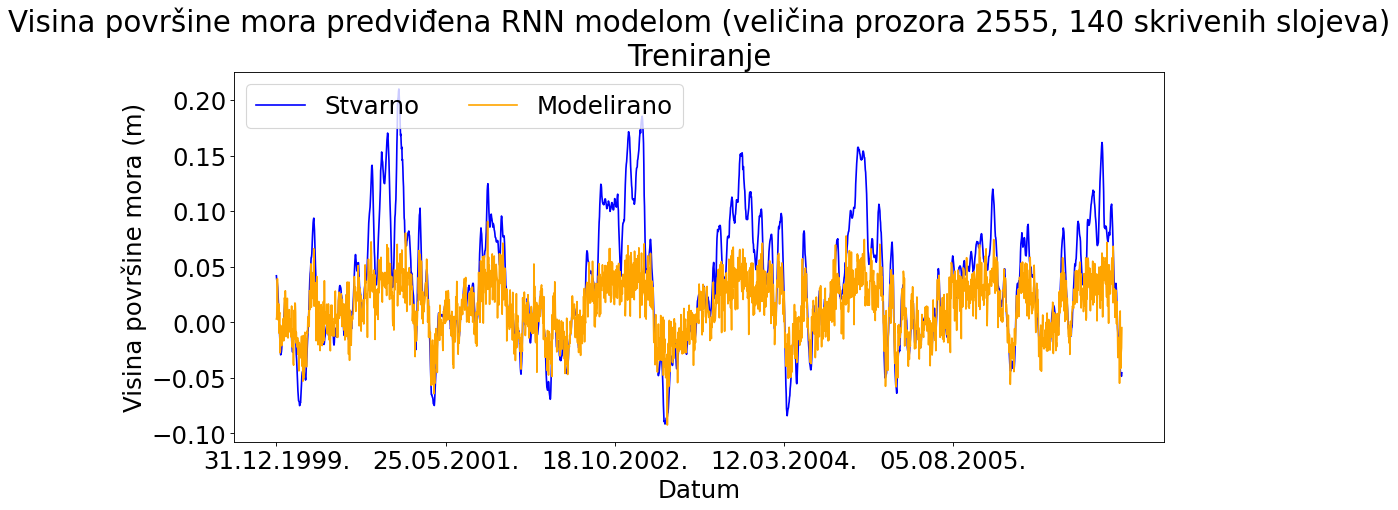 Visina površine mora predviđena RNN modelom (veličina prozora 2555, 140 skrivenih slojeva)
Treniranje
Stvarno Modelirano
Visina površine mora (m)
0.20
0.15
0.10
0.05
0.00
−0.05
−0.10
31.12.1999. 25.05.2001. 18.10.2002. 12.03.2004. 05.08.2005.
Datum